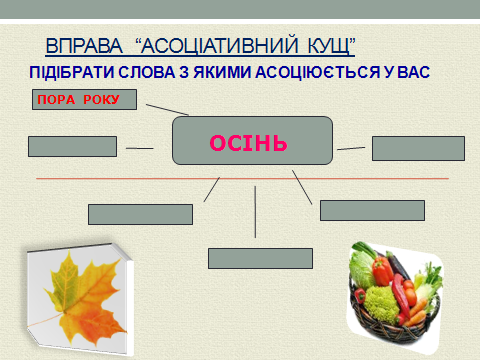 ВПРАВА “АСОЦІАТИВНИЙ КУЩ”
ПІДІБРАТИ СЛОВА З ЯКИМИ АСОЦІЮЄТЬСЯ У ВАС
ПОРА РОКУ
ОСІНЬ